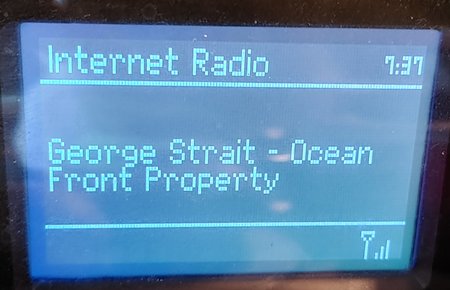 Internet Radio 7:37
George Strait - Ocean
Front Property